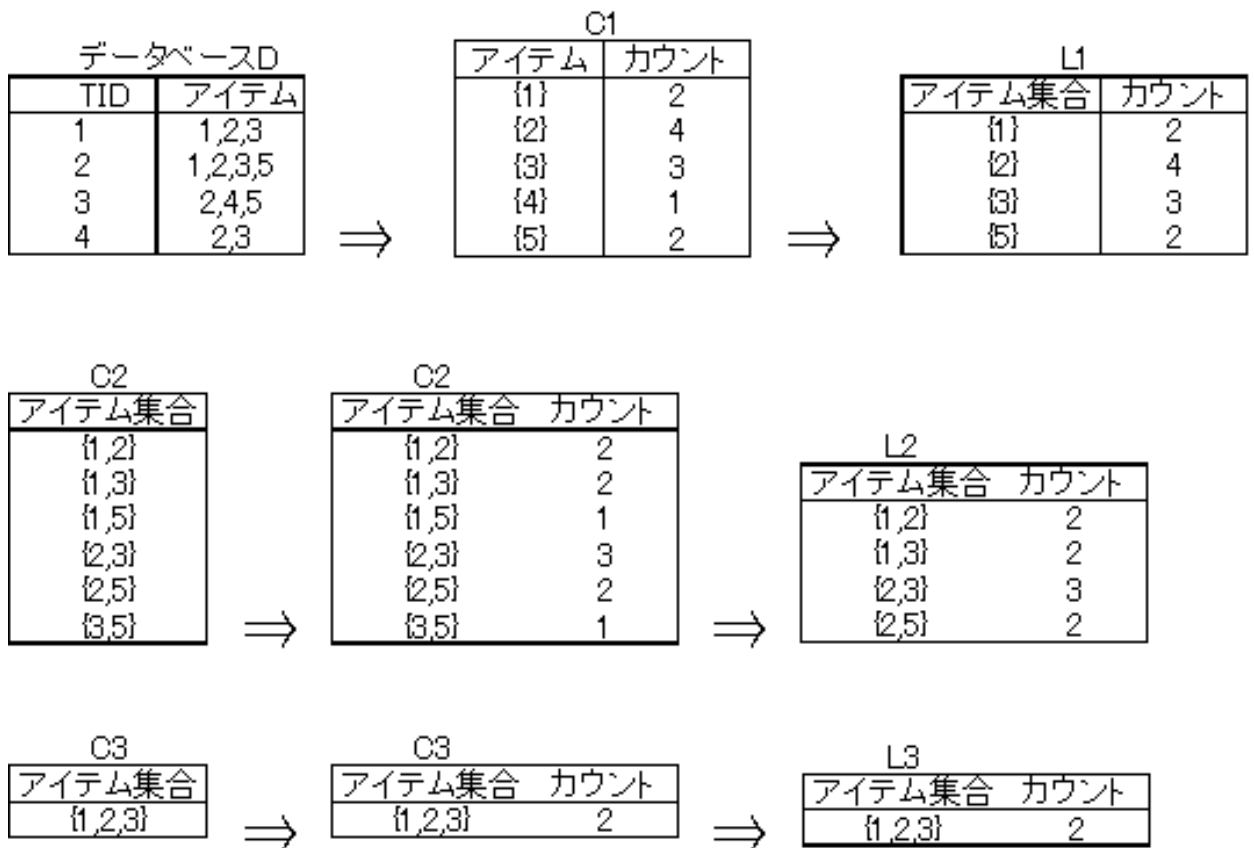 データベースD
TID アイテム
1 1,2,3
2 1,2,3,5
3 2,4,5
4 2,3
⇒
C1
アイテム カウント
{1} 2
{2} 4
{3} 3
{4} 1
{5} 2
⇒
L1
アイテム集合 カウント
{1} 2
{2} 4
{3} 3
{5} 2
C2
アイテム集合
{1,2}
{1,3}
{1,5}
{2,3}
{2,5}
{3,5}
⇒
C2
アイテム集合 カウント
{1,2} 2
{1,3} 2
{1,5} 1
{2,3} 3
{2,5} 2
{3,5} 1
⇒
L2
アイテム集合 カウント
{1,2} 2
{1,3} 2
{2,3} 3
{2,5} 2
C3
アイテム集合
{1,2,3}
⇒
C3
アイテム集合 カウント
{1,2,3} 2
⇒
L3
アイテム集合 カウント
{1,2,3} 2